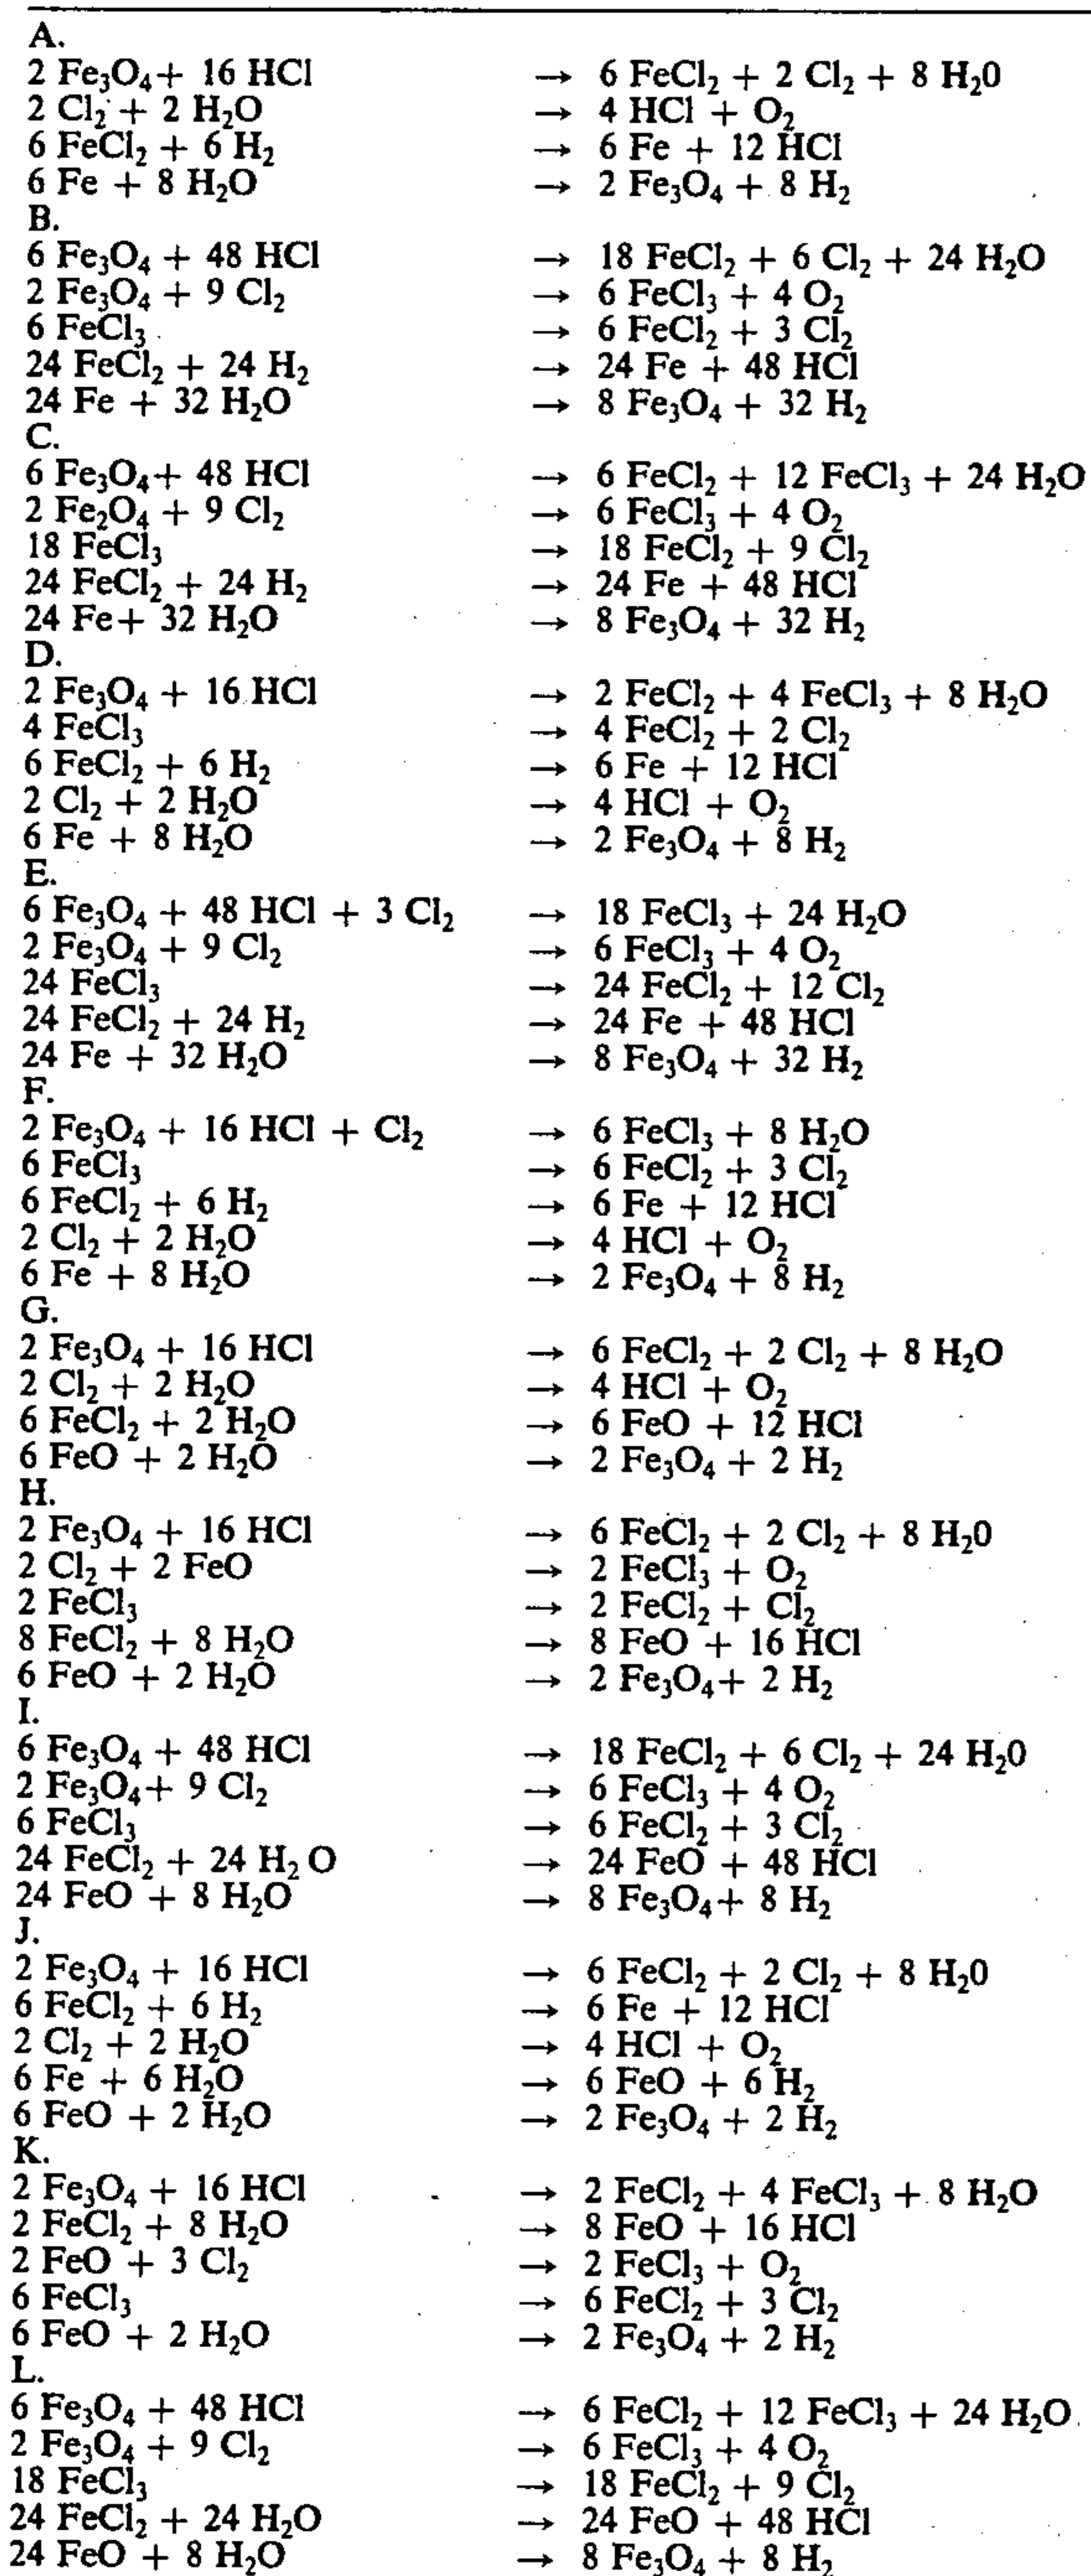 A.
2 Fe₃O₄+ 16 HCl → 6 FeCl₂ + 2 Cl₂ + 8 H₂0
2 Cl₂ + 2 H₂O → 4 HCl + O₂
6 FeCl₂ + 6 H₂ → 6 Fe + 12 HCl
6 Fe + 8 H₂O → 2 Fe₃O₄ + 8 H₂
B.
6 Fe₃O₄ + 48 HCl → 18 FeCl₂ + 6 Cl₂ + 24 H₂O
2 Fe₃O₄ + 9 Cl₂ → 6 FeCl₃ + 4 O₂
6 FeCl₃ → 6 FeCl₂ + 3 Cl₂
24 FeCl₂ + 24 H₂ → 24 Fe + 48 HCl
24 Fe + 32 H₂O → 8 Fe₃O₄ + 32 H₂
C.
6 Fe₃O₄+ 48 HCl → 6 FeCl₂ + 12 FeCl₃ + 24 H₂O
2 Fe₂O₄ + 9 Cl₂ → 6 FeCl₃ + 4 O₂
18 FeCl₃ → 18 FeCl₂ + 9 Cl₂
24 FeCl₂ + 24 H₂ → 24 Fe + 48 HCl
24 Fe+ 32 H₂O → 8 Fe₃O₄ + 32 H₂
D.
2 Fe₃O₄ + 16 HCl → 2 FeCl₂ + 4 FeCl₃ + 8 H₂O
4 FeCl₃ → 4 FeCl₂ + 2 Cl₂
6 FeCl₂ + 6 H₂ → 6 Fe + 12 HCl
2 Cl₂ + 2 H₂O → 4 HCl + O₂
6 Fe + 8 H₂O → 2 Fe₃O₄ + 8 H₂
E.
6 Fe₃O₄ + 48 HCl + 3 Cl₂ → 18 FeCl₃ + 24 H₂O
2 Fe₃O₄ + 9 Cl₂ → 6 FeCl₃ + 4 O₂
24 FeCl₃ → 24 FeCl₂ + 12 Cl₂
24 FeCl₂ + 24 H₂ → 24 Fe + 48 HCl
24 Fe + 32 H₂O → 8 Fe₃O₄ + 32 H₂
F.
2 Fe₃O₄ + 16 HCl + Cl₂ → 6 FeCl₃ + 8 H₂O
6 FeCl₃ → 6 FeCl₂ + 3 Cl₂
6 FeCl₂ + 6 H₂ → 6 Fe + 12 HCl
2 Cl₂ + 2 H₂O → 4 HCl + O₂
6 Fe + 8 H₂O → 2 Fe₃O₄ + 8 H₂
G.
2 Fe₃O₄ + 16 HCl → 6 FeCl₂ + 2 Cl₂ + 8 H₂O
2 Cl₂ + 2 H₂O → 4 HCl + O₂
6 FeCl₂ + 2 H₂O → 6 FeO + 12 HCl
6 FeO + 2 H₂O → 2 Fe₃O₄ + 2 H₂
H.
2 Fe₃O₄ + 16 HCl → 6 FeCl₂ + 2 Cl₂ + 8 H₂0
2 Cl₂ + 2 FeO → 2 FeCl₃ + O₂
2 FeCl₃ → 2 FeCl₂ + Cl₂
8 FeCl₂ + 8 H₂O → 8 FeO + 16 HCl
6 FeO + 2 H₂O → 2 Fe₃O₄+ 2 H₂
I.
6 Fe₃O₄ + 48 HCl → 18 FeCl₂ + 6 Cl₂ + 24 H₂0
2 Fe₃O₄+ 9 Cl₂ → 6 FeCl₃ + 4 O₂
6 FeCl₃ → 6 FeCl₂ + 3 Cl₂
24 FeCl₂ + 24 H₂ O → 24 FeO + 48 HCl
24 FeO + 8 H₂O → 8 Fe₃O₄+ 8 H₂
J.
2 Fe₃O₄ + 16 HCl → 6 FeCl₂ + 2 Cl₂ + 8 H₂0
6 FeCl₂ + 6 H₂ → 6 Fe + 12 HCl
2 Cl₂ + 2 H₂O → 4 HCl + O₂
6 Fe + 6 H₂O → 6 FeO + 6 H₂
6 FeO + 2 H₂O → 2 Fe₃O₄ + 2 H₂
K.
2 Fe₃O₄ + 16 HCl → 2 FeCl₂ + 4 FeCl₃ + 8 H₂O
2 FeCl₂ + 8 H₂O → 8 FeO + 16 HCl
2 FeO + 3 Cl₂ → 2 FeCl₃ + O₂
6 FeCl₃ → 6 FeCl₂ + 3 Cl₂
6 FeO + 2 H₂O → 2 Fe₃O₄ + 2 H₂
L.
6 Fe₃O₄ + 48 HCl → 6 FeCl₂ + 12 FeCl₃ + 24 H₂O
2 Fe₃O₄ + 9 Cl₂ → 6 FeCl₃ + 4 O₂
18 FeCl₃ → 18 FeCl₂ + 9 Cl₂
24 FeCl₂ + 24 H₂O → 24 FeO + 48 HCl
24 FeO + 8 H₂O → 8 Fe₃O₄ + 8 H₂